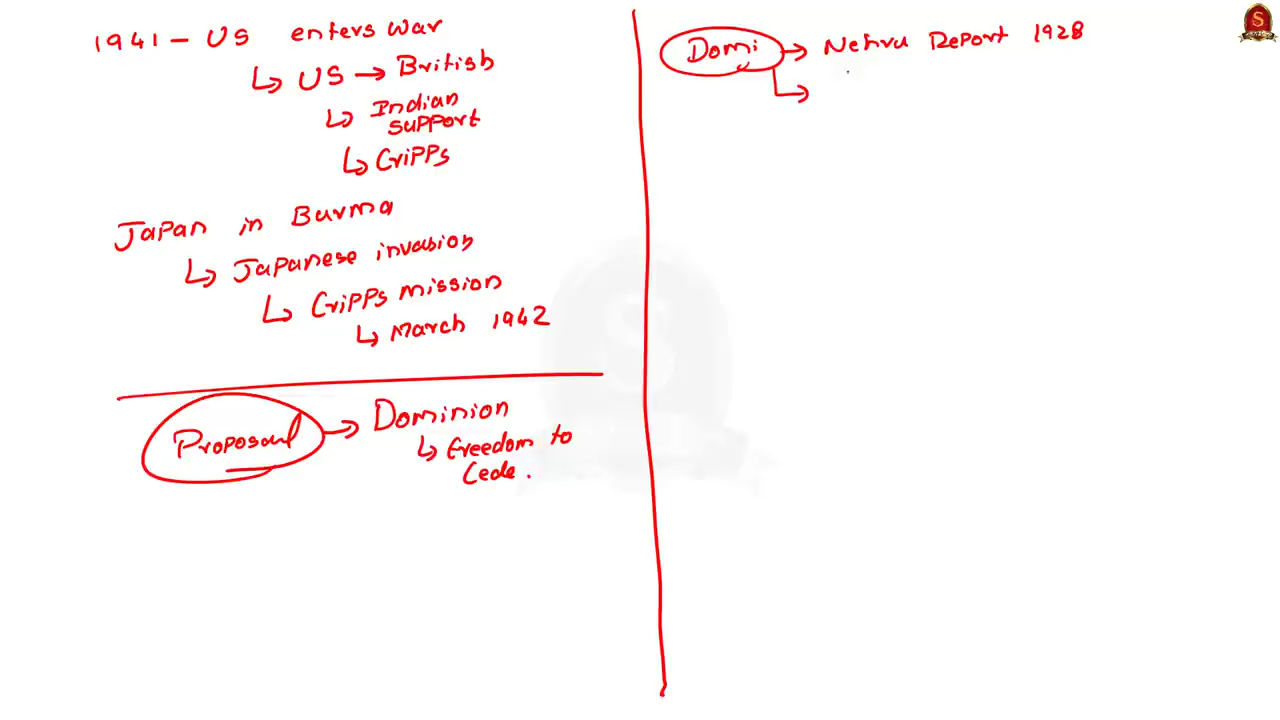 1941 - US enters war
↳ US → British
↳ Indian
support
↳ Cripps
Japan in Burma
↳ Japanese invasion
↳ Cripps mission
↳ March 1942
Proposal → Dominion
↳ Freedom to
Cede.
Domi → Nehru Report 1928
↳
S